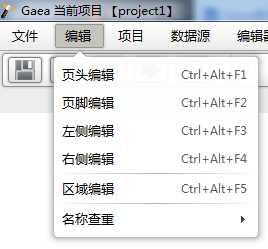 Gaea 当前项目 【project1】
文件 编辑 项目 数据源 编辑器
页头编辑 Ctrl+Alt+F1
页脚编辑 Ctrl+Alt+F2
左侧编辑 Ctrl+Alt+F3
右侧编辑 Ctrl+Alt+F4
区域编辑 Ctrl+Alt+F5
名称查重